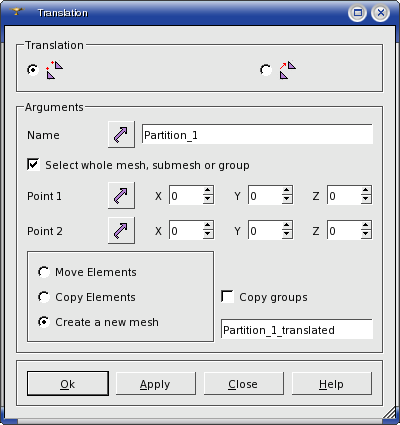 Translation
Translation
Arguments
Name Partition_1
Select whole mesh, submesh or group
Point 1 X 0 Y 0 Z 0
Point 2 X 0 Y 0 Z 0
Move Elements
Copy Elements
Copy groups
Create a new mesh
Partition_1_translated
Ok Apply Close Help